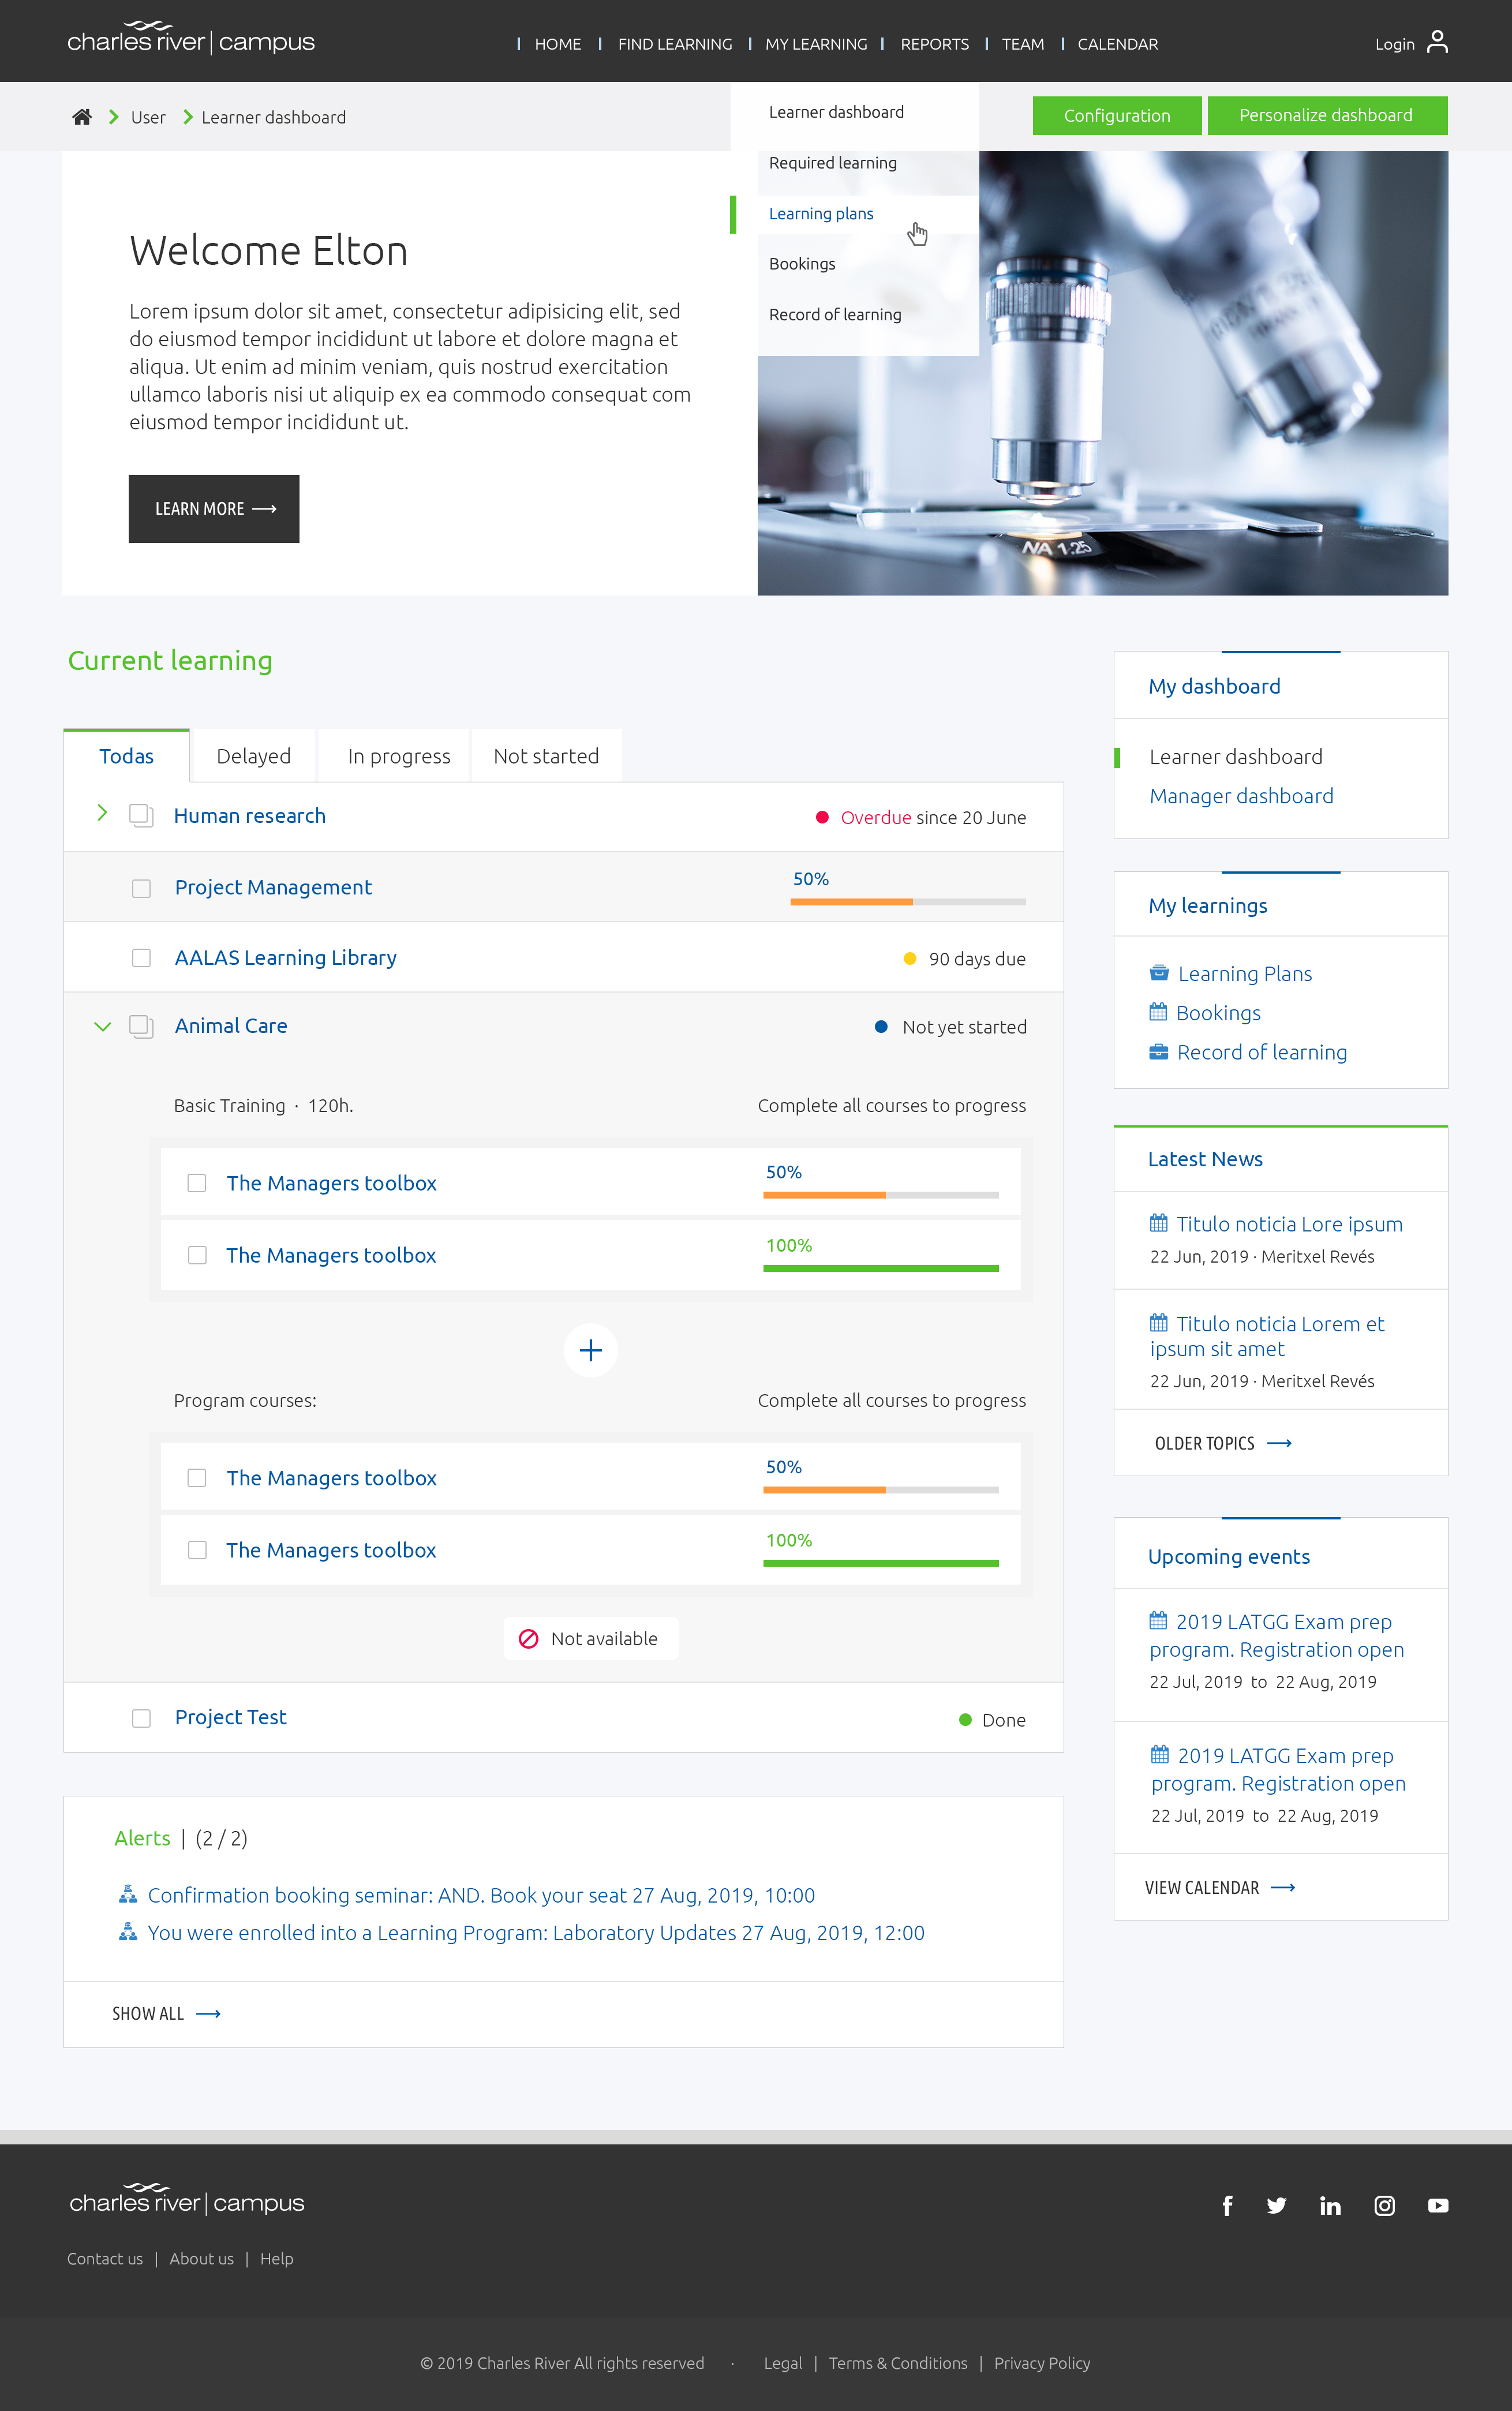 charles river | campus
HOME
FIND LEARNING
MY LEARNING
REPORTS
TEAM
CALENDAR
Login
User
Learner dashboard
Learner dashboard
Required learning
Learning plans
Bookings
Record of learning
Configuration
Personalize dashboard
Welcome Elton
Lorem ipsum dolor sit amet, consectetur adipisicing elit, sed
do eiusmod tempor incididunt ut labore et dolore magna et
aliqua. Ut enim ad minim veniam, quis nostrud exercitation
ullamco laboris nisi ut aliquip ex ea commodo consequat com
eiusmod tempor incididunt ut.
LEARN MORE
NA 1.25
Current learning
Todas
Delayed
In progress
Not started
Human research
Overdue since 20 June
Project Management
50%
AALAS Learning Library
90 days due
Animal Care
Not yet started
Basic Training · 120h.
Complete all courses to progress
The Managers toolbox
50%
The Managers toolbox
100%
Program courses:
Complete all courses to progress
The Managers toolbox
50%
The Managers toolbox
100%
Not available
Project Test
Done
Alerts | (2 / 2)
Confirmation booking seminar: AND. Book your seat 27 Aug, 2019, 10:00
You were enrolled into a Learning Program: Laboratory Updates 27 Aug, 2019, 12:00
SHOW ALL
My dashboard
Learner dashboard
Manager dashboard
My learnings
Learning Plans
Bookings
Record of learning
Latest News
Titulo noticia Lore ipsum
22 Jun, 2019 · Meritxel Revés
Titulo noticia Lorem et
ipsum sit amet
22 Jun, 2019 · Meritxel Revés
OLDER TOPICS
Upcoming events
2019 LATGG Exam prep
program. Registration open
22 Jul, 2019 to 22 Aug, 2019
2019 LATGG Exam prep
program. Registration open
22 Jul, 2019 to 22 Aug, 2019
VIEW CALENDAR
charles river | campus
Contact us | About us | Help
© 2019 Charles River All rights reserved · Legal | Terms & Conditions | Privacy Policy